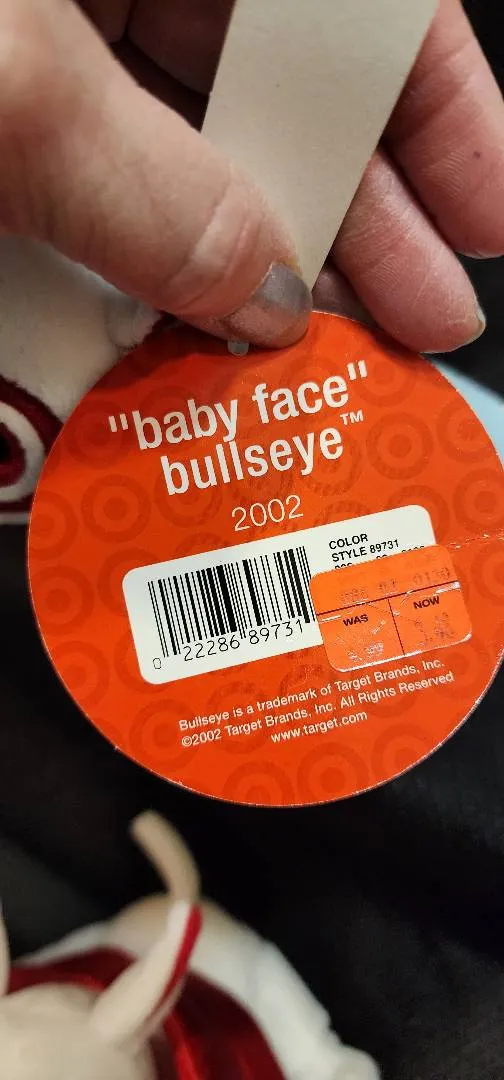 "baby face"
bullseye™
2002
COLOR
STYLE 89731
0 22286 89731
WAS
NOW
Bullseye is a trademark of Target Brands, Inc.
©2002 Target Brands, Inc. All Rights Reserved
www.target.com